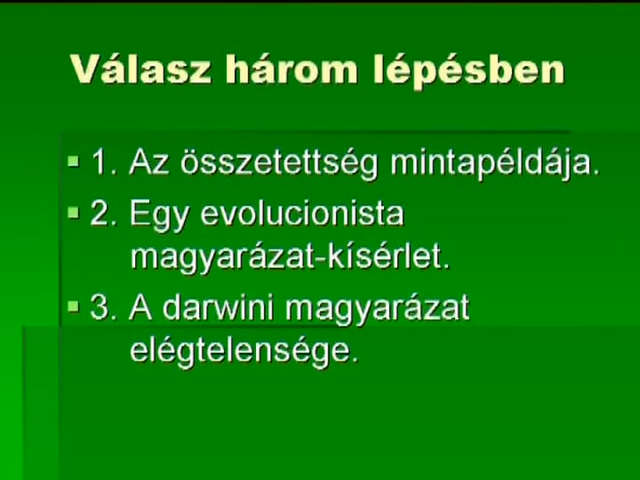 Válasz három lépésben
1. Az összetettség mintapéldája.
2. Egy evolucionista
magyarázat-kísérlet.
3. A darwini magyarázat
elégtelensége.